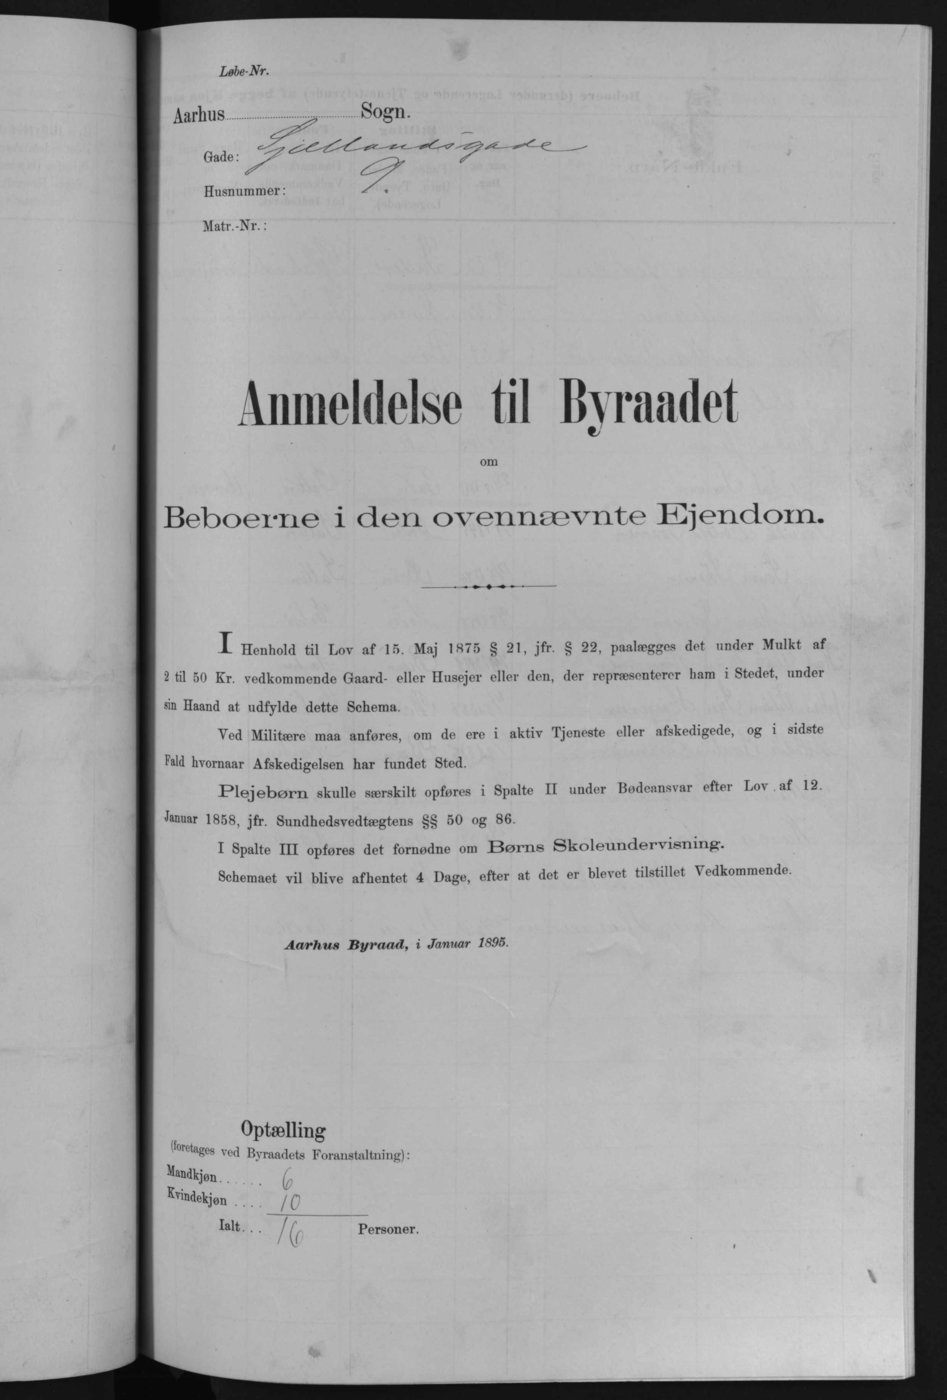 Løbe-Nr.
Aarhus Sogn.
Gade: Sjællandsgade
Husnummer: 9.
Matr.-Nr.:
Anmeldelse til Byraadet
om
Beboerne i den ovennævnte Ejendom.
I Henhold til Lov af 15. Maj 1875 § 21, jfr. § 22, paalægges det under Mulkt af
2 til 50 Kr. vedkommende Gaard- eller Husejer eller den, der repræsenterer ham i Stedet, under
sin Haand at udfylde dette Schema.
Ved Militære maa anføres, om de ere i aktiv Tjeneste eller afskedigede, og i sidste
Fald hvornaar Afskedigelsen har fundet Sted.
Plejebørn skulle særskilt opføres i Spalte II under Bødeansvar efter Lov af 12.
Januar 1858, jfr. Sundhedsvedtægtens §§ 50 og 86.
I Spalte III opføres det fornødne om Børns Skoleundervisning.
Schemaet vil blive afhentet 4 Dage, efter at det er blevet tilstillet Vedkommende.
Aarhus Byraad, i Januar 1895.
Optælling
(foretages ved Byraadets Foranstaltning):
Mandkjøn...... 6
Kvindekjøn .... 10
Ialt... 16 Personer.